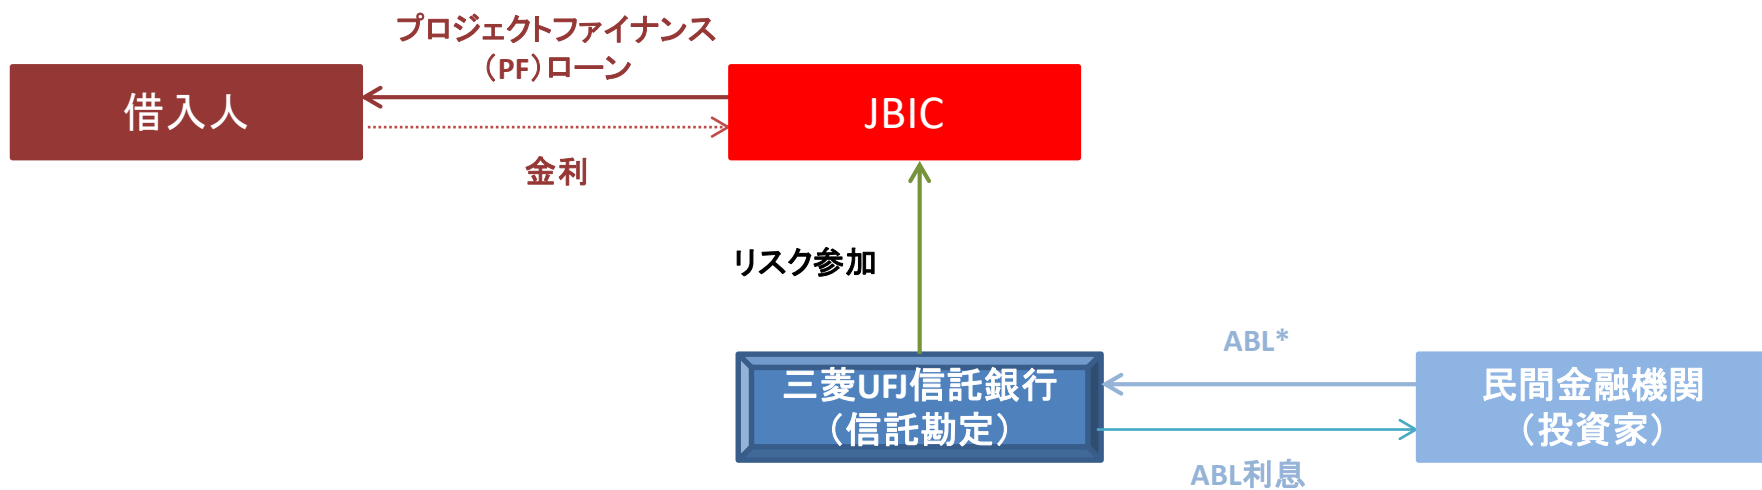 プロジェクトファイナンス
（PF）ローン
借入人
JBIC
金利
リスク参加
ABL*
三菱UFJ信託銀行
（信託勘定）
民間金融機関
（投資家）
ABL利息